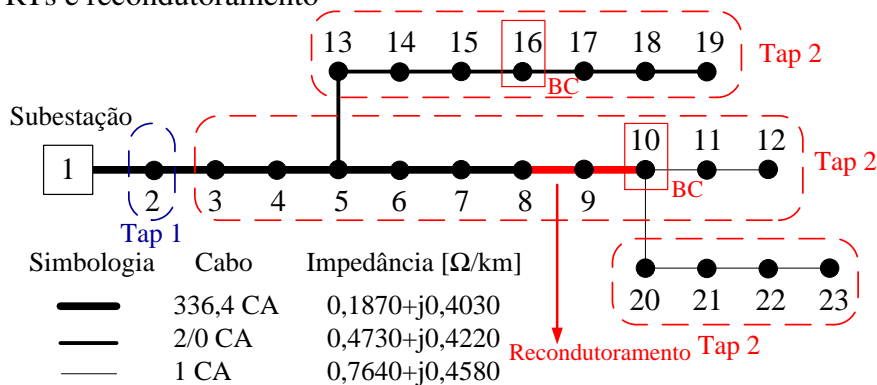 RTs e recondutoramento
13 14 15 16 17 18 19
Tap 2
BC
Subestação
1
2 3 4 5 6 7 8 9
10 11 12
Tap 2
BC
Tap 1
Simbologia Cabo Impedância [Ω/km]
336,4 CA 0,1870+j0,4030
2/0 CA 0,4730+j0,4220
1 CA 0,7640+j0,4580
20 21 22 23
Recondutoramento
Tap 2